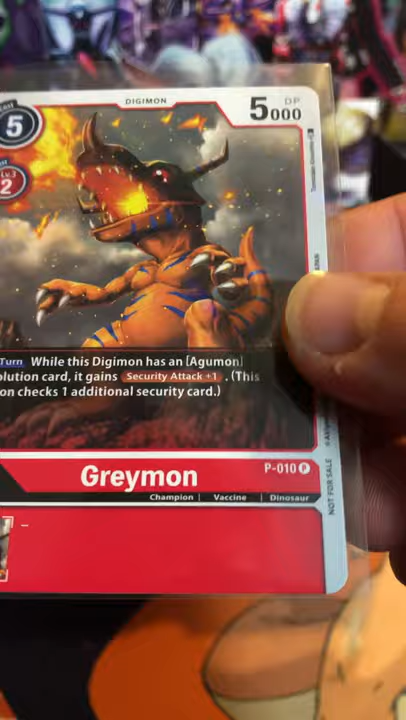 DIGIMON
DP
5000
5
Lv.3
2
Turn While this Digimon has an [Agumon]
olution card, it gains Security Attack +1 . (This
on checks 1 additional security card.)
Greymon
P-010 P
Champion | Vaccine | Dinosaur
NOT FOR SALE